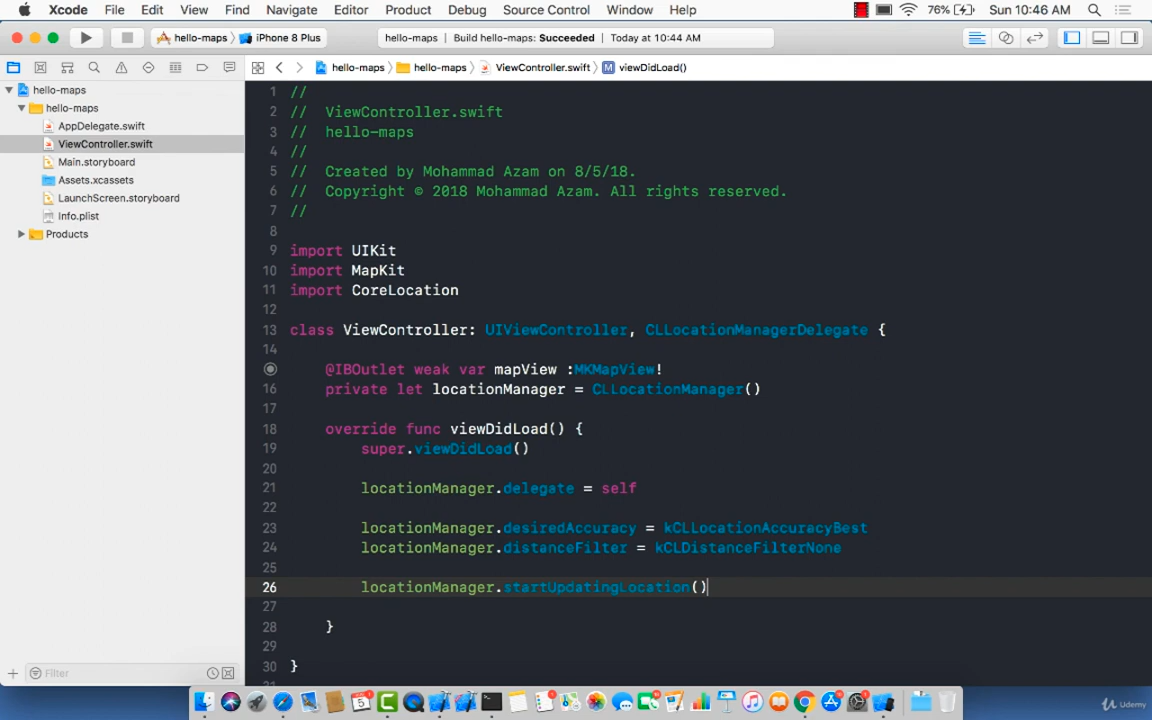 Xcode File Edit View Find Navigate Editor Product Debug Source Control Window Help 76% Sun 10:46 AM
hello-maps iPhone 8 Plus hello-maps | Build hello-maps: Succeeded | Today at 10:44 AM
hello-maps hello-maps ViewController.swift M viewDidLoad()
hello-maps
hello-maps
AppDelegate.swift
ViewController.swift
Main.storyboard
Assets.xcassets
LaunchScreen.storyboard
Info.plist
Products
1 //
2 // ViewController.swift
3 // hello-maps
4 //
5 // Created by Mohammad Azam on 8/5/18.
6 // Copyright © 2018 Mohammad Azam. All rights reserved.
7 //
8
9 import UIKit
10 import MapKit
11 import CoreLocation
12
13 class ViewController: UIViewController, CLLocationManagerDelegate {
14
@IBOutlet weak var mapView :MKMapView!
16 private let locationManager = CLLocationManager()
17
18 override func viewDidLoad() {
19 super.viewDidLoad()
20
21 locationManager.delegate = self
22
23 locationManager.desiredAccuracy = kCLLocationAccuracyBest
24 locationManager.distanceFilter = kCLDistanceFilterNone
25
26 locationManager.startUpdatingLocation()
27
28 }
29
30 }
Filter
5
Udemy